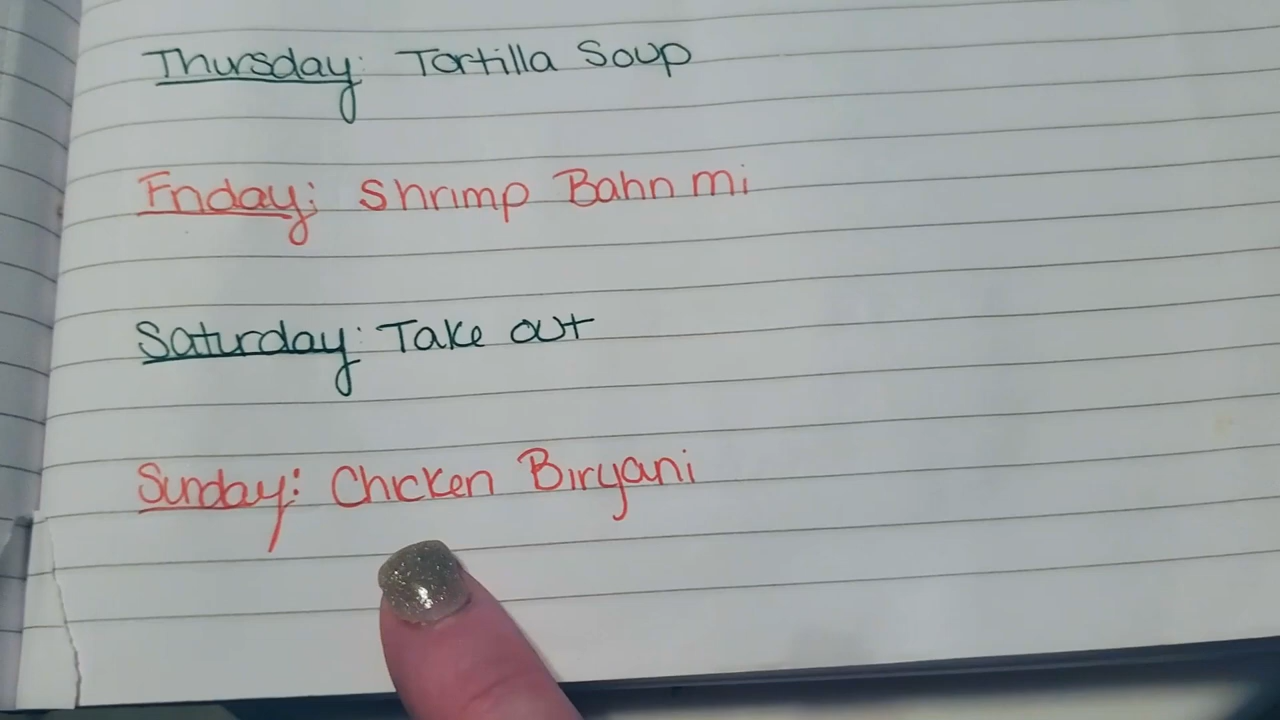 Thursday: Tortilla Soup
Friday: Shrimp Bahn mi
Saturday: Take out
Sunday: Chicken Biryani